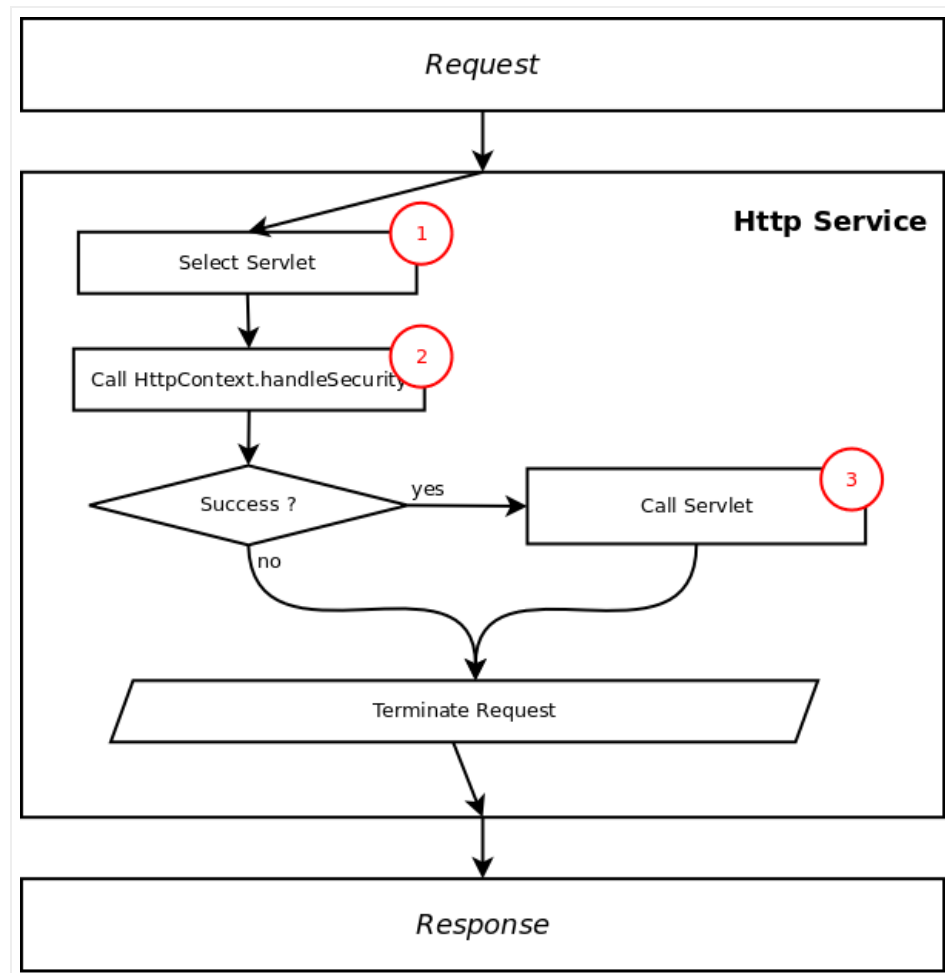 Request
Http Service
1
Select Servlet
2
Call HttpContext.handleSecurity
Success ?
yes
3
Call Servlet
no
Terminate Request
Response